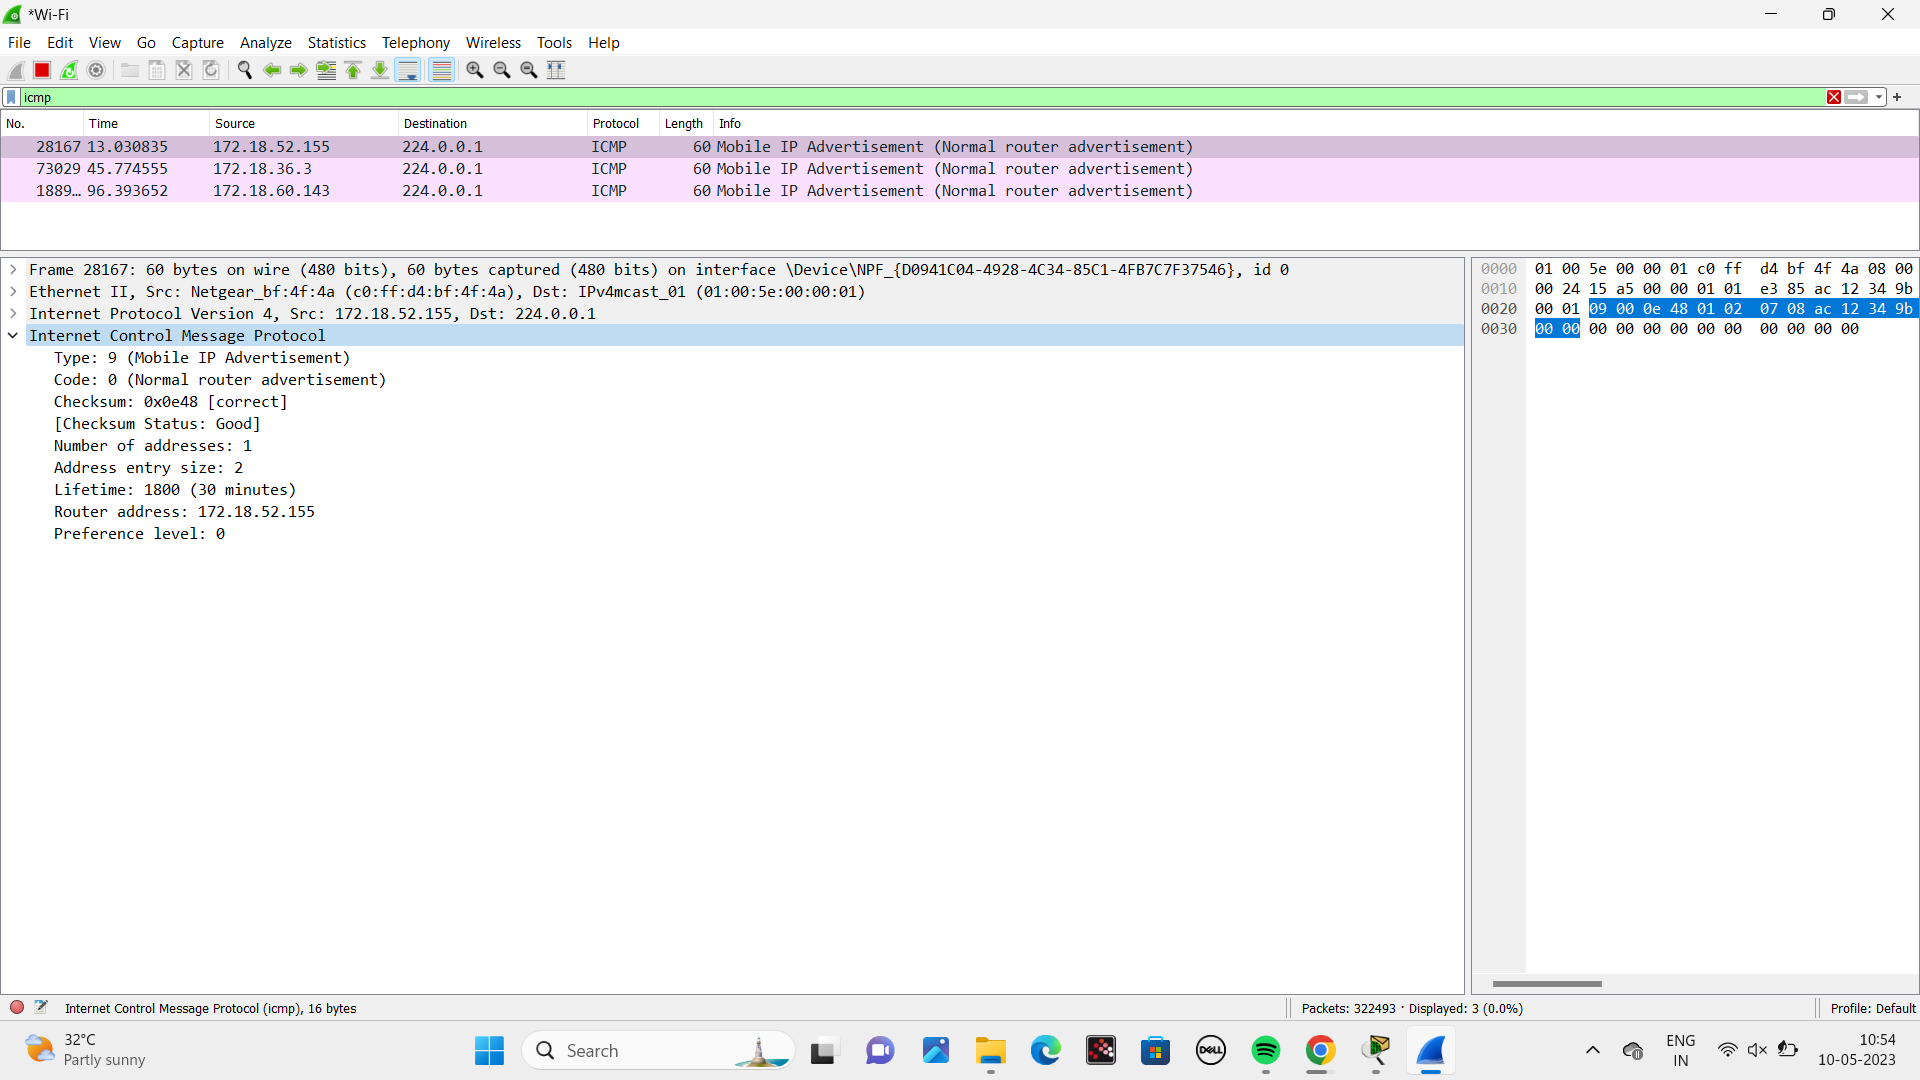 *Wi-Fi
File Edit View Go Capture Analyze Statistics Telephony Wireless Tools Help
icmp
No. Time Source Destination Protocol Length Info
28167 13.030835 172.18.52.155 224.0.0.1 ICMP 60 Mobile IP Advertisement (Normal router advertisement)
73029 45.774555 172.18.36.3 224.0.0.1 ICMP 60 Mobile IP Advertisement (Normal router advertisement)
1889… 96.393652 172.18.60.143 224.0.0.1 ICMP 60 Mobile IP Advertisement (Normal router advertisement)
Frame 28167: 60 bytes on wire (480 bits), 60 bytes captured (480 bits) on interface \Device\NPF_{D0941C04-4928-4C34-85C1-4FB7C7F37546}, id 0
Ethernet II, Src: Netgear_bf:4f:4a (c0:ff:d4:bf:4f:4a), Dst: IPv4mcast_01 (01:00:5e:00:00:01)
Internet Protocol Version 4, Src: 172.18.52.155, Dst: 224.0.0.1
Internet Control Message Protocol
Type: 9 (Mobile IP Advertisement)
Code: 0 (Normal router advertisement)
Checksum: 0x0e48 [correct]
[Checksum Status: Good]
Number of addresses: 1
Address entry size: 2
Lifetime: 1800 (30 minutes)
Router address: 172.18.52.155
Preference level: 0
0000 01 00 5e 00 00 01 c0 ff d4 bf 4f 4a 08 00
0010 00 24 15 a5 00 00 01 01 e3 85 ac 12 34 9b
0020 00 01 09 00 0e 48 01 02 07 08 ac 12 34 9b
0030 00 00 00 00 00 00 00 00 00 00 00 00
Internet Control Message Protocol (icmp), 16 bytes
Packets: 322493 · Displayed: 3 (0.0%)
Profile: Default
32°C
Partly sunny
Search
DELL
ENG
IN
10:54
10-05-2023